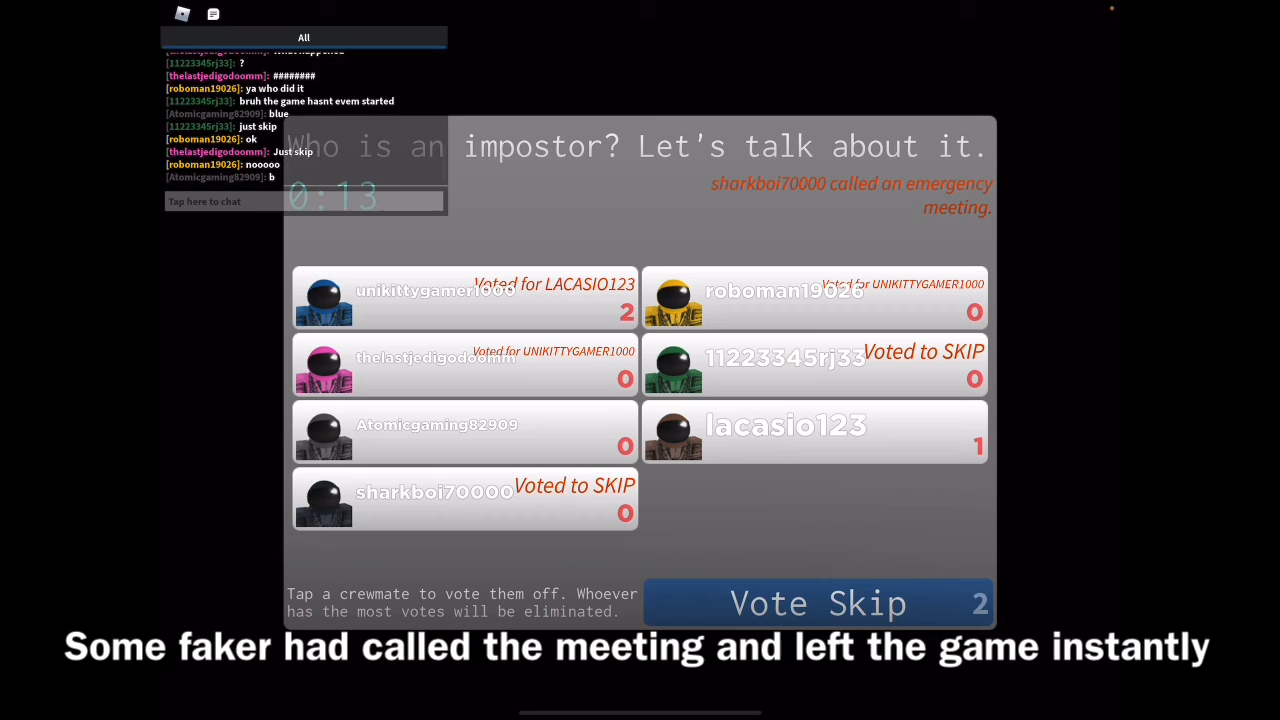 All
[thelastjedigodoomm]: what happened
[11223345rj33]: ?
[thelastjedigodoomm]: ########
[roboman19026]: ya who did it
[11223345rj33]: bruh the game hasnt evem started
[Atomicgaming82909]: blue
[11223345rj33]: just skip
[roboman19026]: ok
[thelastjedigodoomm]: Just skip
[roboman19026]: nooooo
[Atomicgaming82909]: b
Tap here to chat
Who is an impostor? Let's talk about it.
0:13
sharkboi70000 called an emergency
meeting.
unikittygamer1000 Voted for LACASIO123
2
roboman19026 Voted for UNIKITTYGAMER1000
0
thelastjedigodoomm Voted for UNIKITTYGAMER1000
0
11223345rj33 Voted to SKIP
0
Atomicgaming82909
0
lacasio123
1
sharkboi70000 Voted to SKIP
0
Tap a crewmate to vote them off. Whoever
has the most votes will be eliminated.
Vote Skip 2
Some faker had called the meeting and left the game instantly